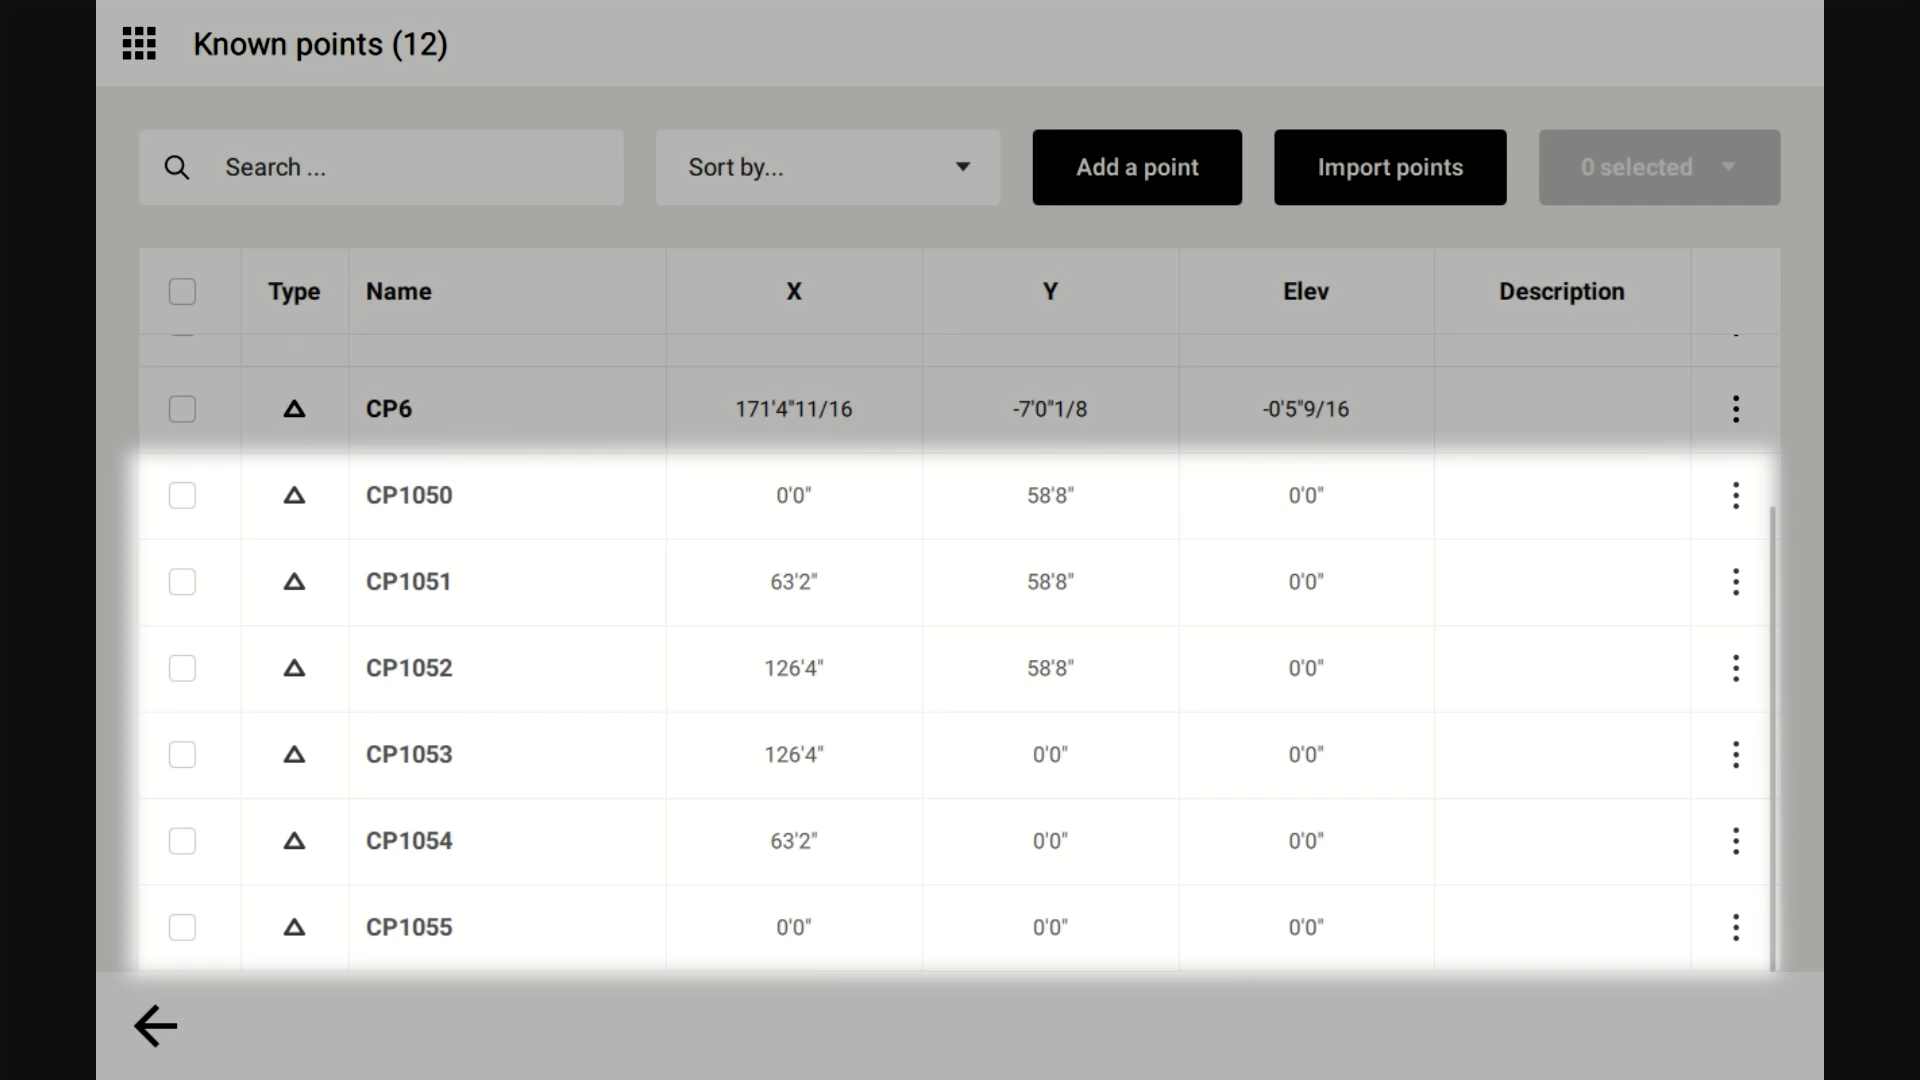 Known points (12)
Search ...
Sort by...
Add a point
Import points
0 selected
Type Name X Y Elev Description
CP6 171'4"11/16 -7'0"1/8 -0'5"9/16
CP1050 0'0" 58'8" 0'0"
CP1051 63'2" 58'8" 0'0"
CP1052 126'4" 58'8" 0'0"
CP1053 126'4" 0'0" 0'0"
CP1054 63'2" 0'0" 0'0"
CP1055 0'0" 0'0" 0'0"